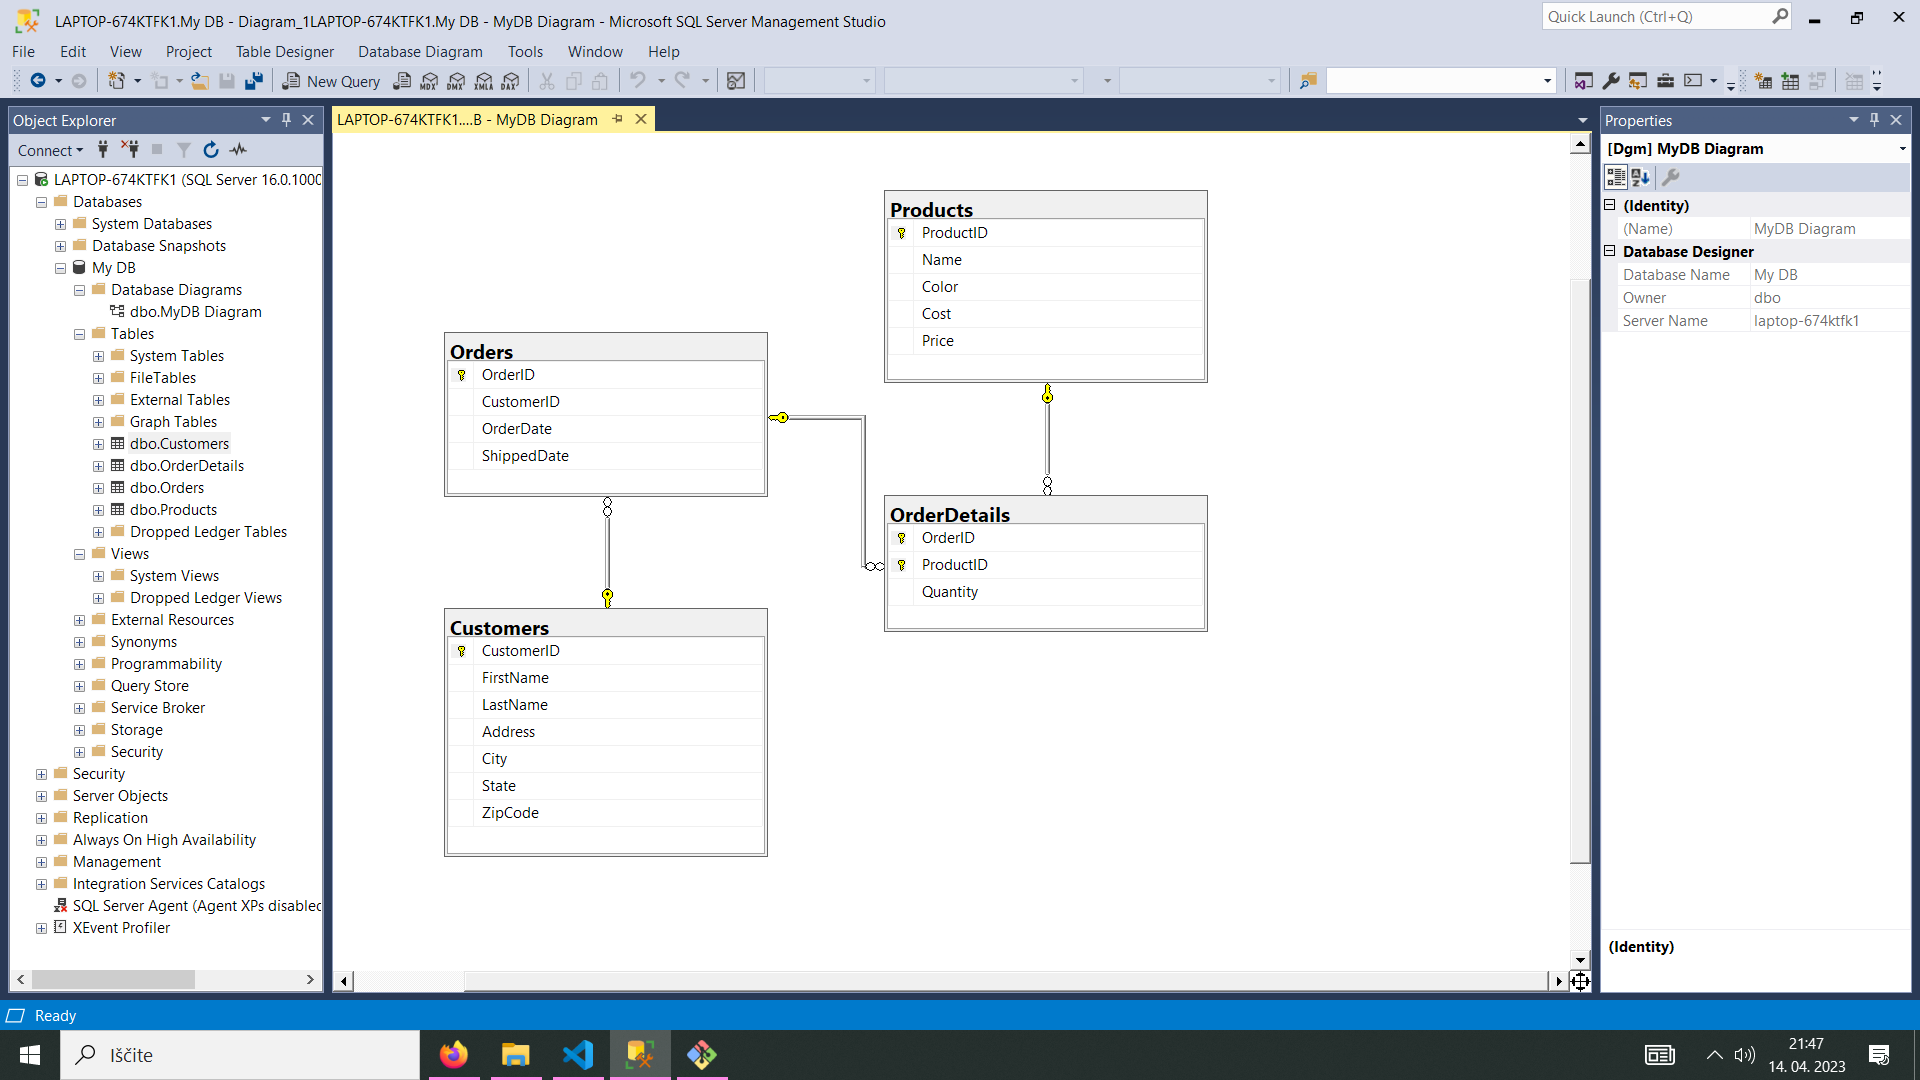 LAPTOP-674KTFK1.My DB - Diagram_1LAPTOP-674KTFK1.My DB - MyDB Diagram - Microsoft SQL Server Management Studio
Quick Launch (Ctrl+Q)
File Edit View Project Table Designer Database Diagram Tools Window Help
New Query MDX DMX XMLA DAX
Object Explorer
Connect
LAPTOP-674KTFK1 (SQL Server 16.0.1000
Databases
System Databases
Database Snapshots
My DB
Database Diagrams
dbo.MyDB Diagram
Tables
System Tables
FileTables
External Tables
Graph Tables
dbo.Customers
dbo.OrderDetails
dbo.Orders
dbo.Products
Dropped Ledger Tables
Views
System Views
Dropped Ledger Views
External Resources
Synonyms
Programmability
Query Store
Service Broker
Storage
Security
Security
Server Objects
Replication
Always On High Availability
Management
Integration Services Catalogs
SQL Server Agent (Agent XPs disabled
XEvent Profiler
LAPTOP-674KTFK1....B - MyDB Diagram
Products
ProductID
Name
Color
Cost
Price
Orders
OrderID
CustomerID
OrderDate
ShippedDate
OrderDetails
OrderID
ProductID
Quantity
Customers
CustomerID
FirstName
LastName
Address
City
State
ZipCode
Properties
[Dgm] MyDB Diagram
(Identity)
(Name) MyDB Diagram
Database Designer
Database Name My DB
Owner dbo
Server Name laptop-674ktfk1
(Identity)
Ready
Iščite
21:47
14. 04. 2023